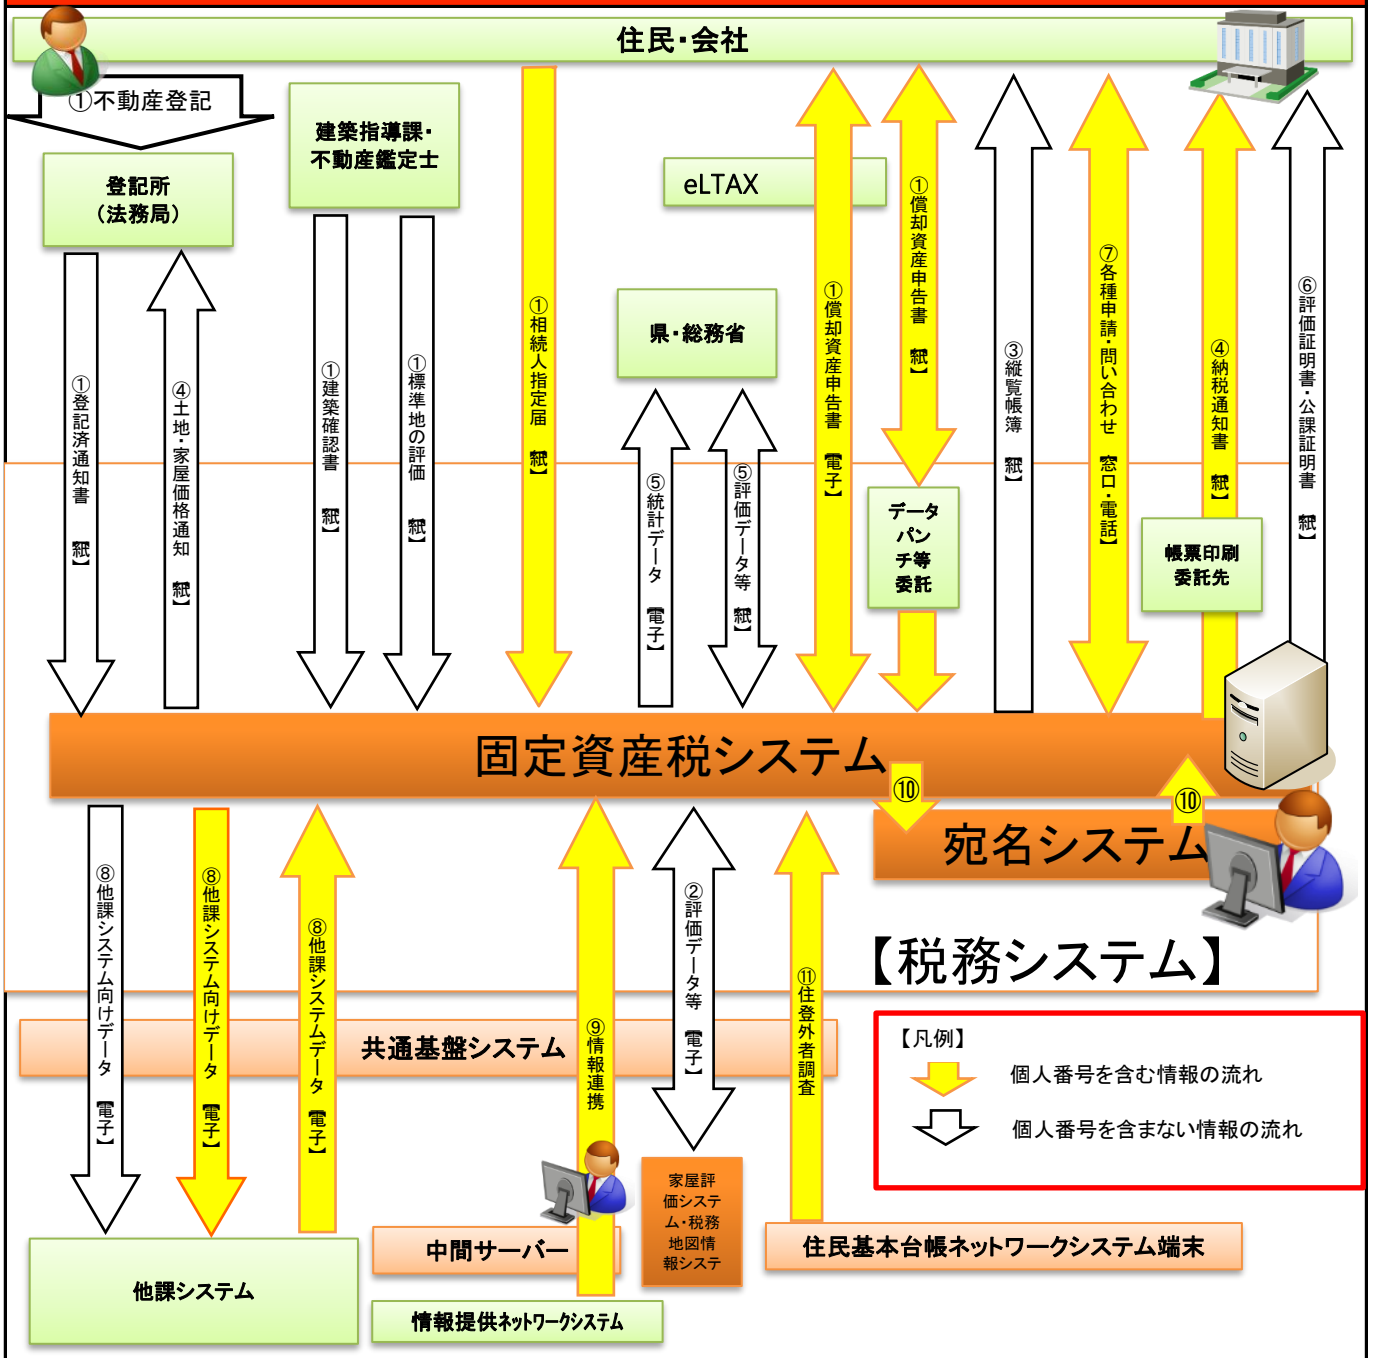 住民・会社
①不動産登記
登記所
（法務局）
建築指導課・
不動産鑑定士
eLTAX
県・総務省
①登記済通知書　【紙】
④土地・家屋価格通知　【紙】
①建築確認書　【紙】
①標準地の評価　【紙】
①相続人指定届　【紙】
⑤統計データ　【電子】
⑤評価データ等　【紙】
①償却資産申告書　【電子】
①償却資産申告書　【紙】
データ
パン
チ等
委託
③縦覧帳簿　【紙】
⑦各種申請・問い合わせ　【窓口・電話】
④納税通知書　【紙】
帳票印刷
委託先
⑥評価証明書・公課証明書　【紙】
固定資産税システム
⑩
⑩
宛名システム
【税務システム】
⑧他課システム向けデータ　【電子】
⑧他課システム向けデータ　【電子】
⑧他課システムデータ　【電子】
⑨情報連携
②評価データ等　【電子】
⑪住登外者調査
共通基盤システム
【凡例】
個人番号を含む情報の流れ
個人番号を含まない情報の流れ
他課システム
中間サーバー
情報提供ネットワークシステム
家屋評
価システ
ム・税務
地図情
報システ
住民基本台帳ネットワークシステム端末